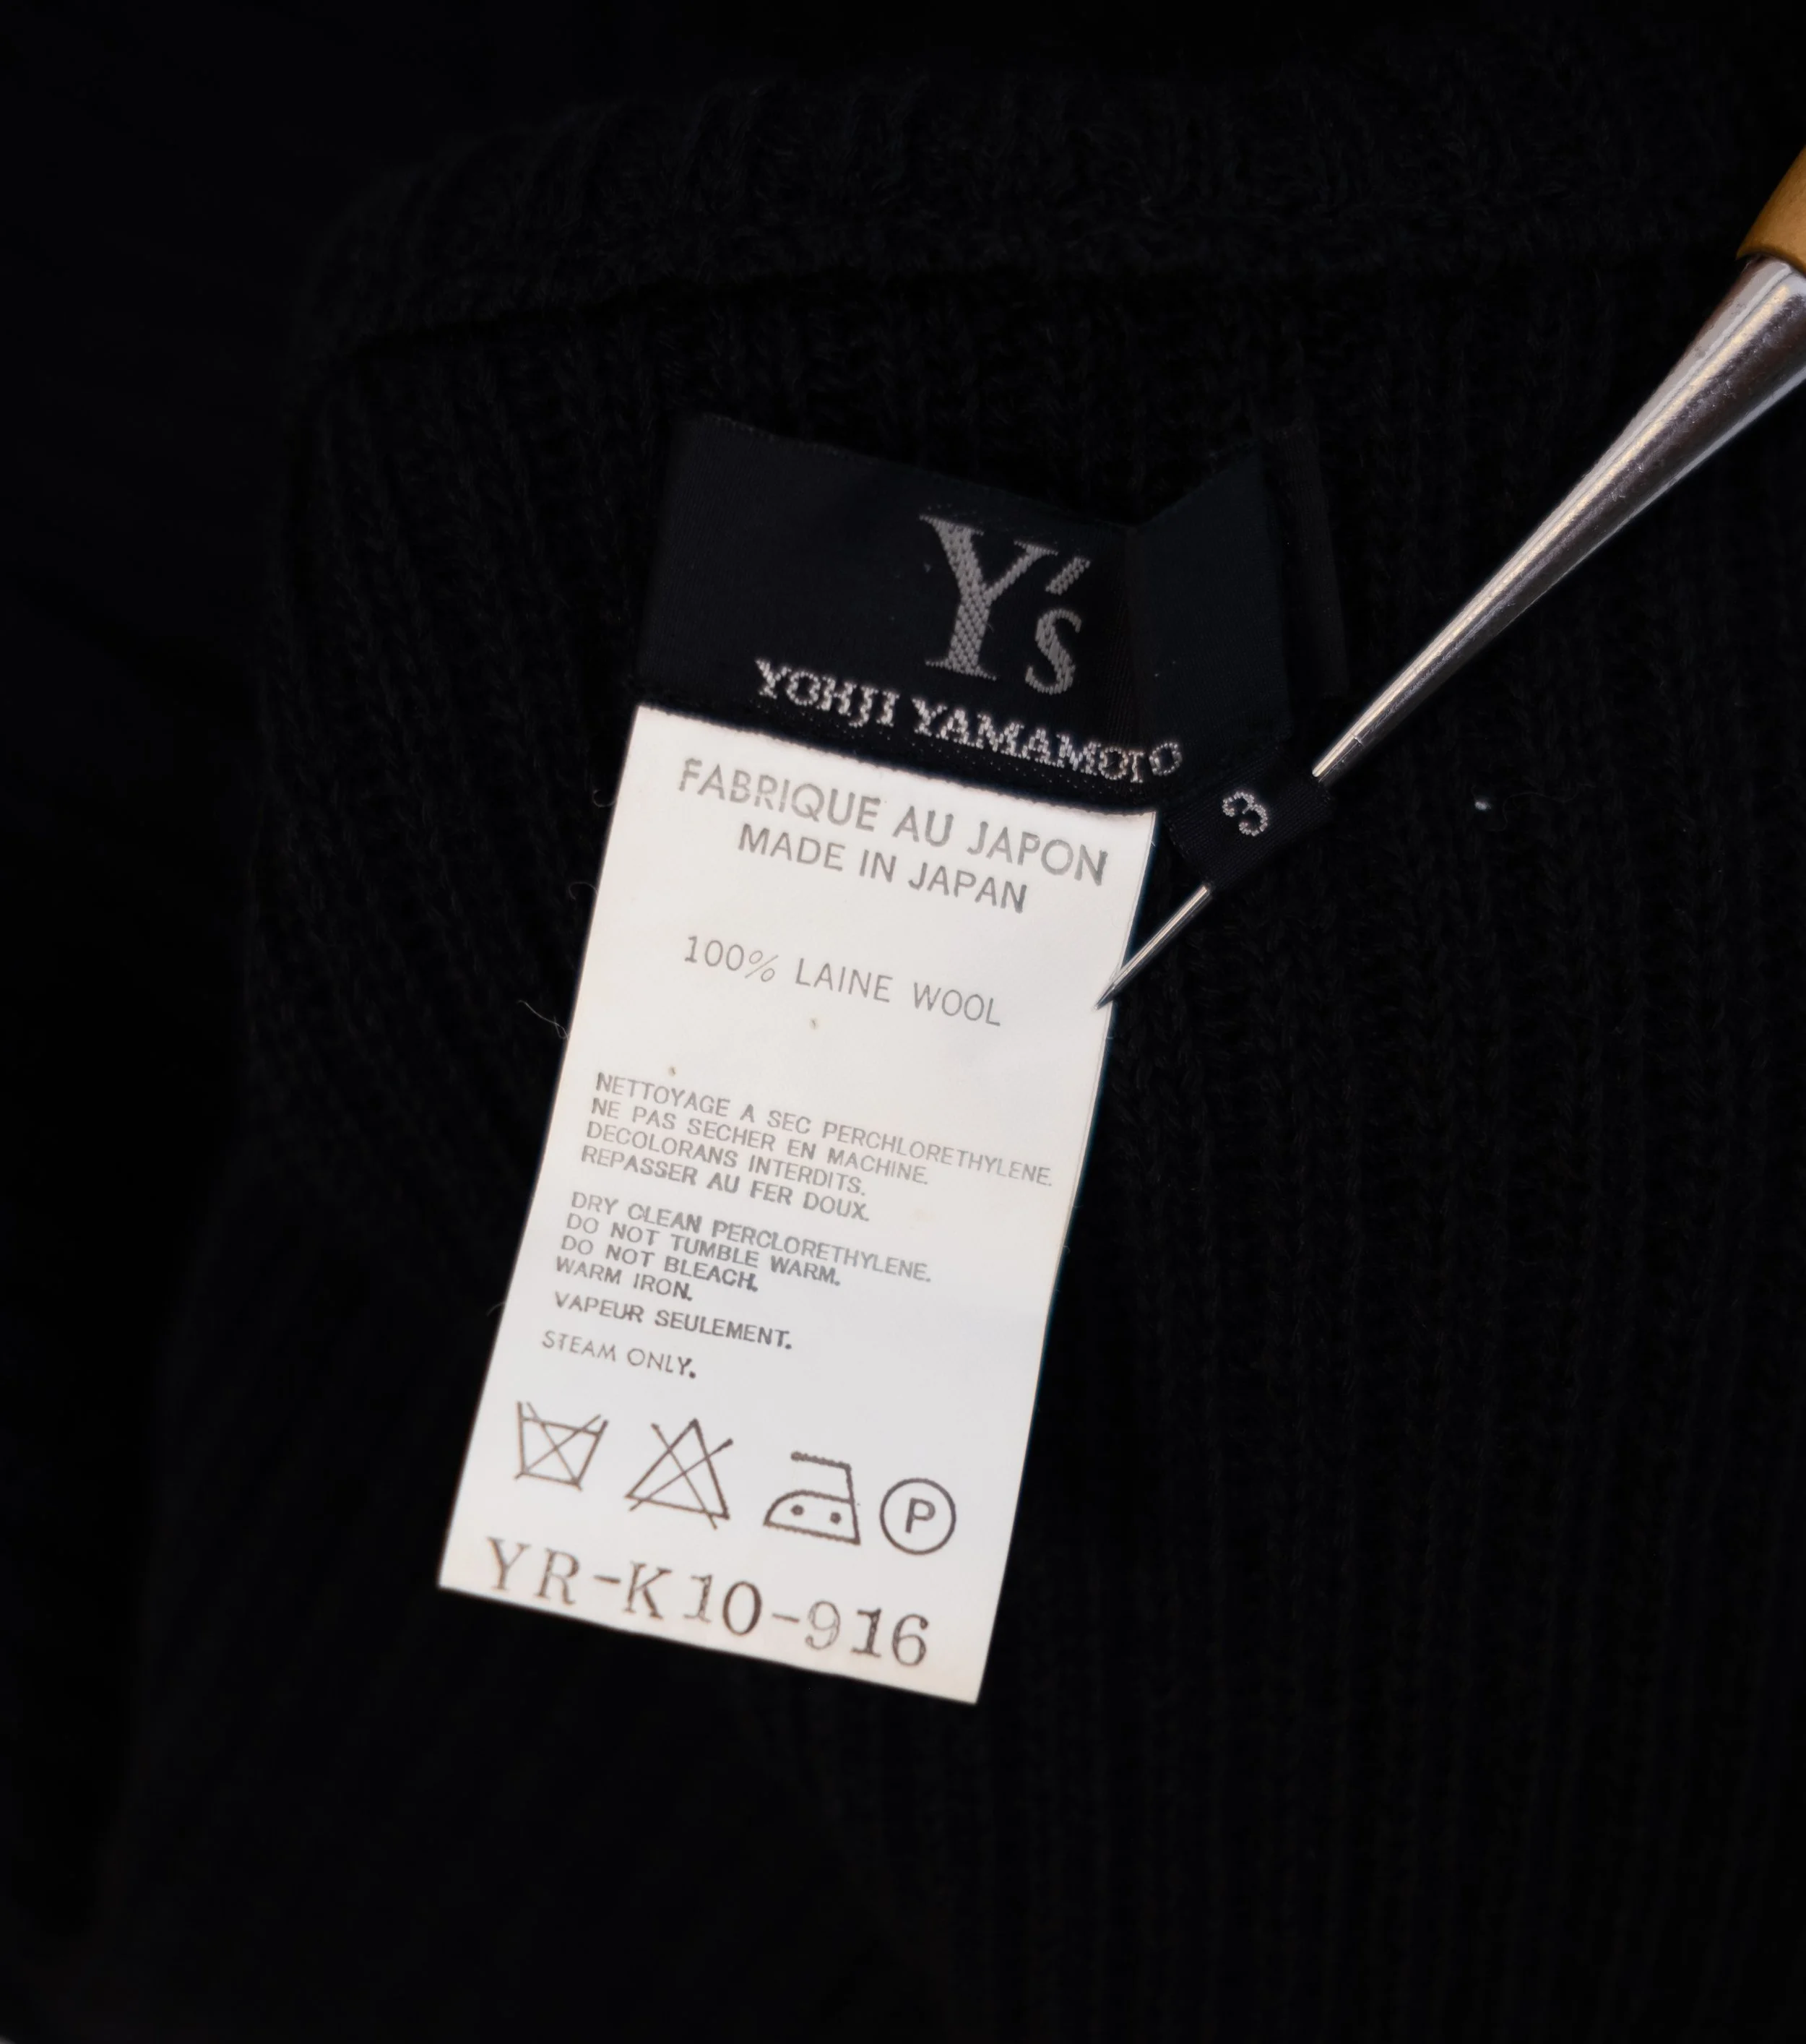 Y's
YOHJI YAMAMOTO
3
FABRIQUE AU JAPON
MADE IN JAPAN
100% LAINE WOOL
NETTOYAGE A SEC PERCHLORETHYLENE.
NE PAS SECHER EN MACHINE.
DECOLORANS INTERDITS.
REPASSER AU FER DOUX.
DRY CLEAN PERCLORETHYLENE.
DO NOT TUMBLE WARM.
DO NOT BLEACH.
WARM IRON.
VAPEUR SEULEMENT.
STEAM ONLY.
P
YR-K10-916